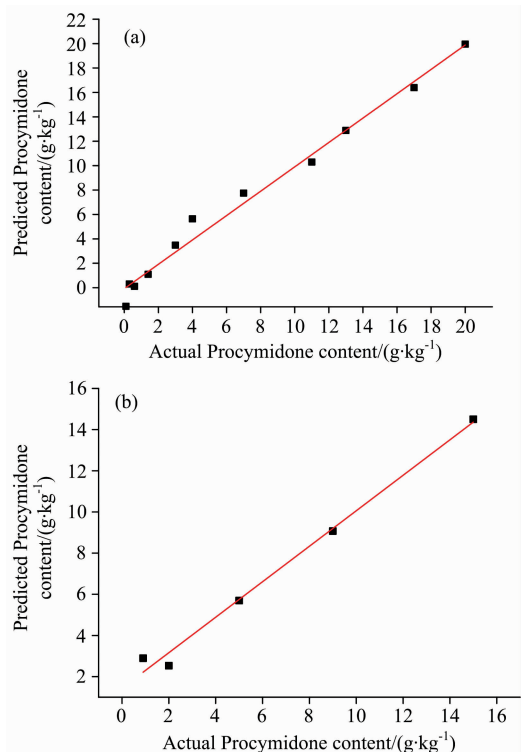 (a)
22
20
18
16
14
12
10
8
6
4
2
0
Predicted Procymidone
content/(g·kg⁻¹)
0 2 4 6 8 10 12 14 16 18 20
Actual Procymidone content/(g·kg⁻¹)
(b)
16
14
12
10
8
6
4
2
Predicted Procymidone
content/(g·kg⁻¹)
0 2 4 6 8 10 12 14 16
Actual Procymidone content/(g·kg⁻¹)